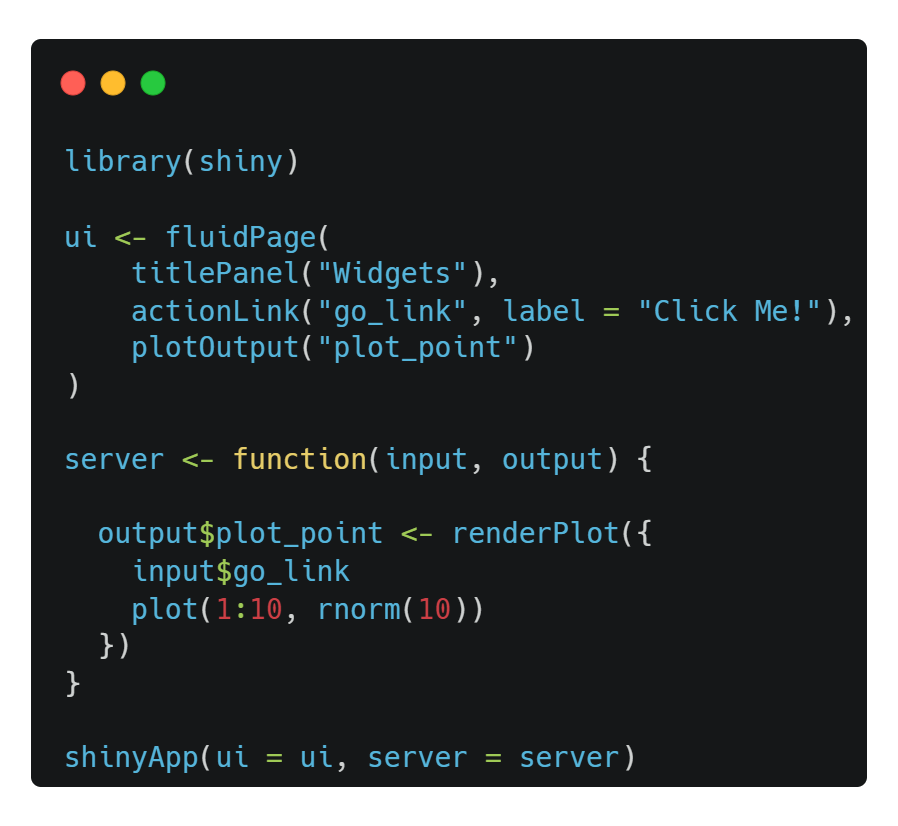 library(shiny)

ui <- fluidPage(
    titlePanel("Widgets"),
    actionLink("go_link", label = "Click Me!"),
    plotOutput("plot_point")
)

server <- function(input, output) {

  output$plot_point <- renderPlot({
    input$go_link
    plot(1:10, rnorm(10))
  })
}

shinyApp(ui = ui, server = server)